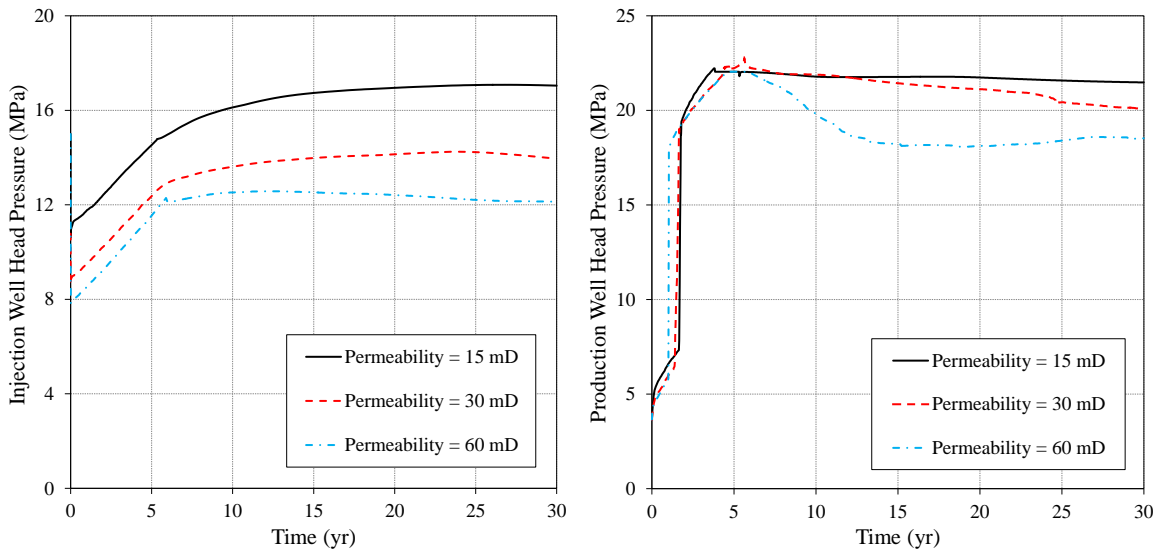 20
16
12
8
4
0
Injection Well Head Pressure (MPa)
0 5 10 15 20 25 30
Time (yr)
Permeability = 15 mD
Permeability = 30 mD
Permeability = 60 mD
25
20
15
10
5
0
Production Well Head Pressure (MPa)
0 5 10 15 20 25 30
Time (yr)
Permeability = 15 mD
Permeability = 30 mD
Permeability = 60 mD